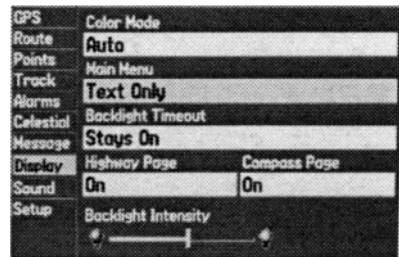 GPS
Route
Points
Track
Alarms
Celestial
Message
Display
Sound
Setup
Color Mode
Auto
Main Menu
Text Only
Backlight Timeout
Stays On
Highway Page Compass Page
On On
Backlight Intensity